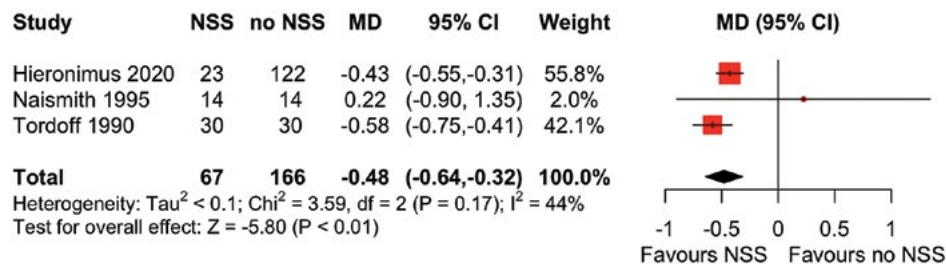 Study NSS no NSS MD 95% CI Weight MD (95% CI)
Hieronimus 2020 23 122 -0.43 (-0.55,-0.31) 55.8%
Naismith 1995 14 14 0.22 (-0.90, 1.35) 2.0%
Tordoff 1990 30 30 -0.58 (-0.75,-0.41) 42.1%
Total 67 166 -0.48 (-0.64,-0.32) 100.0%
Heterogeneity: Tau² < 0.1; Chi² = 3.59, df = 2 (P = 0.17); I² = 44%
Test for overall effect: Z = -5.80 (P < 0.01)
-1 -0.5 0 0.5 1
Favours NSS Favours no NSS